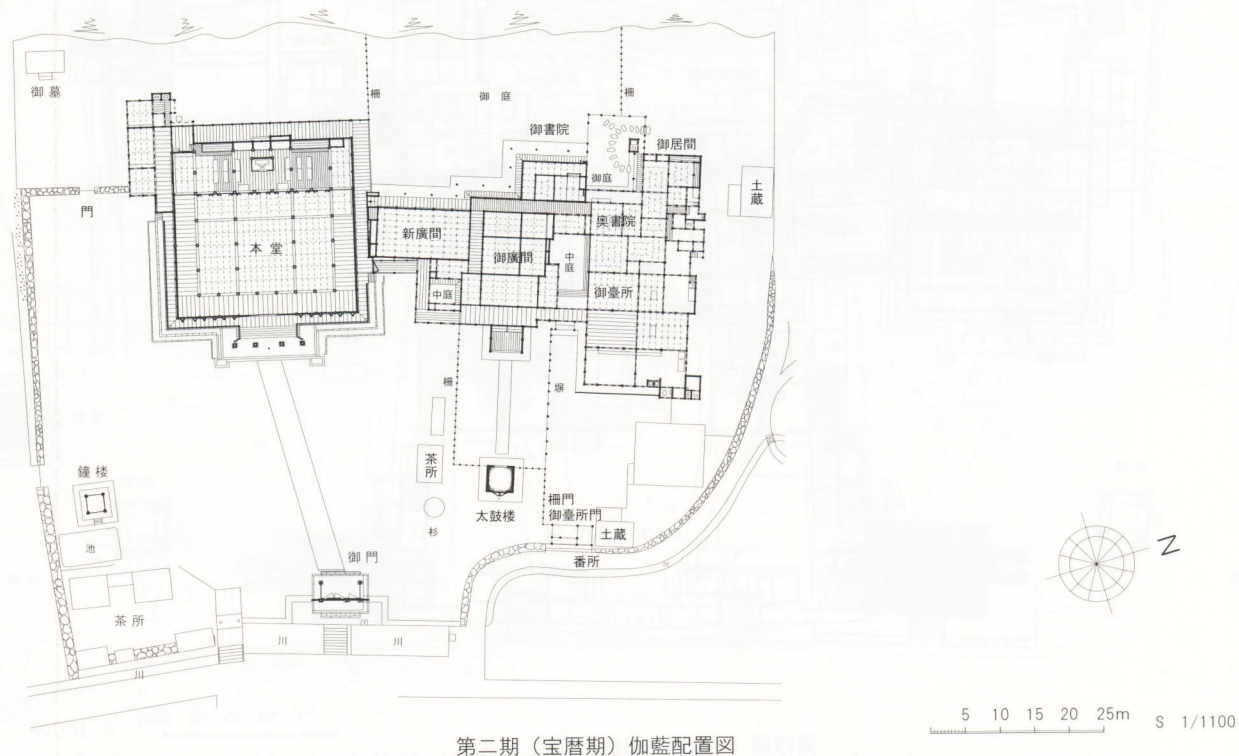 御墓
柵
御庭
柵
御書院
御居間
御庭
土蔵
門
本堂
新廣間
御廣間
中庭
奥書院
中庭
御臺所
柵
塀
鐘楼
茶所
池
杉
太鼓楼
柵門
御臺所門
土蔵
番所
御門
茶所
川
川
川
N
5 10 15 20 25m S 1/1100
第二期（宝暦期）伽藍配置図